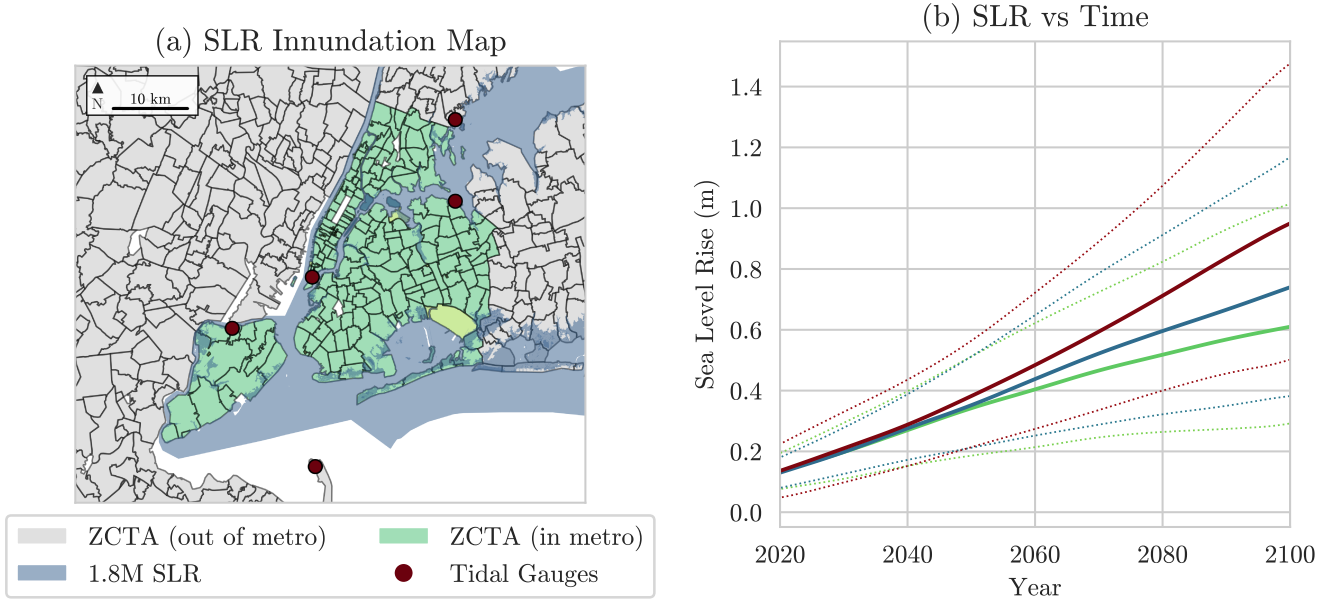 (a) SLR Innundation Map
N
10 km
ZCTA (out of metro)
ZCTA (in metro)
1.8M SLR
Tidal Gauges
(b) SLR vs Time
Sea Level Rise (m)
1.4
1.2
1.0
0.8
0.6
0.4
0.2
0.0
2020 2040 2060 2080 2100
Year